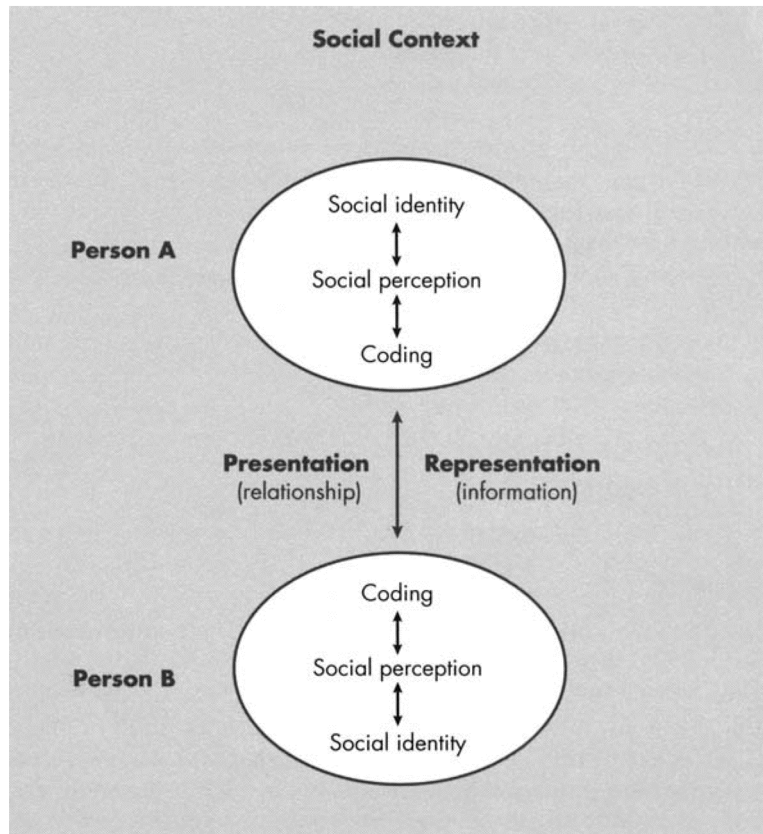 Social Context
Social identity
Person A
Social perception
Coding
Presentation Representation
(relationship) (information)
Coding
Person B
Social perception
Social identity